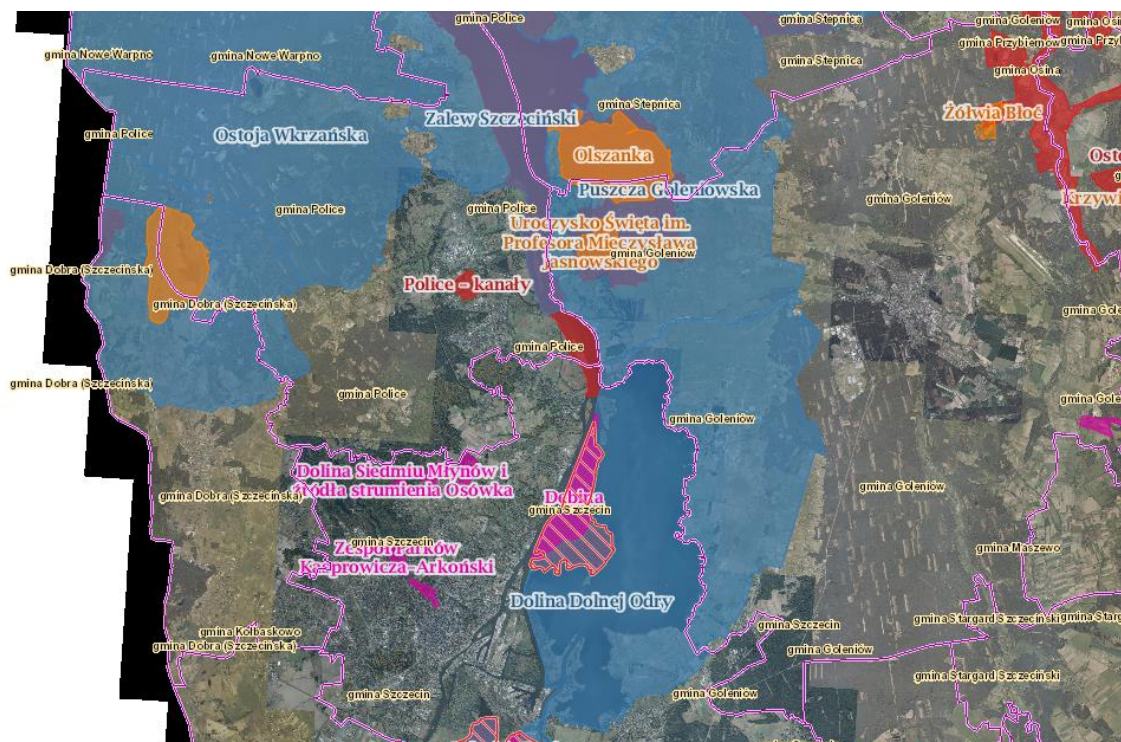 gmina Police
gmina Stepnica
gmina Goleniów
gmina Przybiernów
gmina Nowe Warpno
gmina Nowe Warpno
gmina Stepnica
gmina Osina
gmina Stepnica
Żółwia Błoć
Zalew Szczeciński
gmina Police
Ostoja Wkrzańska
Olszanka
Puszcza Goleniowska
gmina Goleniów
gmina Police
gmina Police
Uroczysko Święta im.
Profesora Mieczysława
Jasnowskiego
gmina Goleniów
gmina Dobra (Szczecińska)
Police - kanały
gmina Dobra (Szczecińska)
gmina Police
gmina Dobra (Szczecińska)
gmina Police
gmina Goleniów
Dolina Siedmiu Młynów i
źródła strumienia Osówka
gmina Dobra (Szczecińska)
gmina Goleniów
gmina Szczecin
gmina Szczecin
Zespół Parków
Kasprowicza-Arkoński
gmina Maszewo
Dolina Dolnej Odry
gmina Szczecin
gmina Stargard Szczeciński
gmina Kołbaskowo
gmina Dobra (Szczecińska)
gmina Goleniów
gmina Stargard Szczeciński
gmina Szczecin
gmina Goleniów